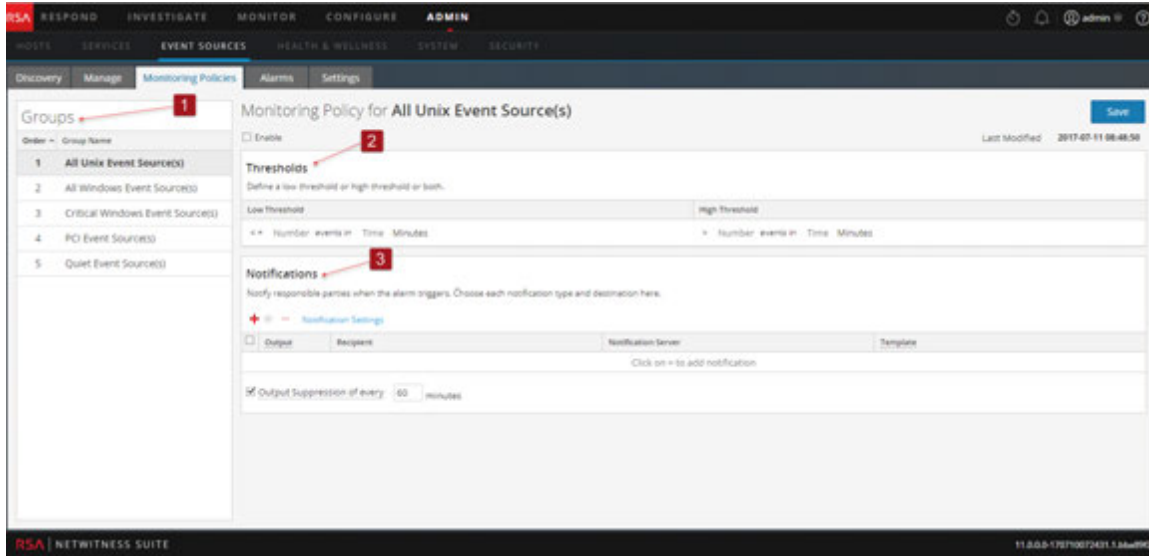 RSA RESPOND INVESTIGATE MONITOR CONFIGURE ADMIN admin
HOSTS SERVICES EVENT SOURCES HEALTH & WELLNESS SYSTEM SECURITY
Discovery Manage Monitoring Policies Alarms Settings
Groups
1
Order Group Name
1 All Unix Event Source(s)
2 All Windows Event Source(s)
3 Critical Windows Event Source(s)
4 PCI Event Source(s)
5 Quiet Event Source(s)
Monitoring Policy for All Unix Event Source(s)
Save
Enable
Last Modified 2017-07-11 08:48:50
2
Thresholds
Define a low threshold or high threshold or both.
Low Threshold High Threshold
Number events in Time Minutes
Number events in Time Minutes
3
Notifications
Notify responsible parties when the alarm triggers. Choose each notification type and destination here.
Notification Settings
Output Recipient Notification Server Template
Click on + to add notification
Output Suppression of every 60 minutes
RSA NETWITNESS SUITE